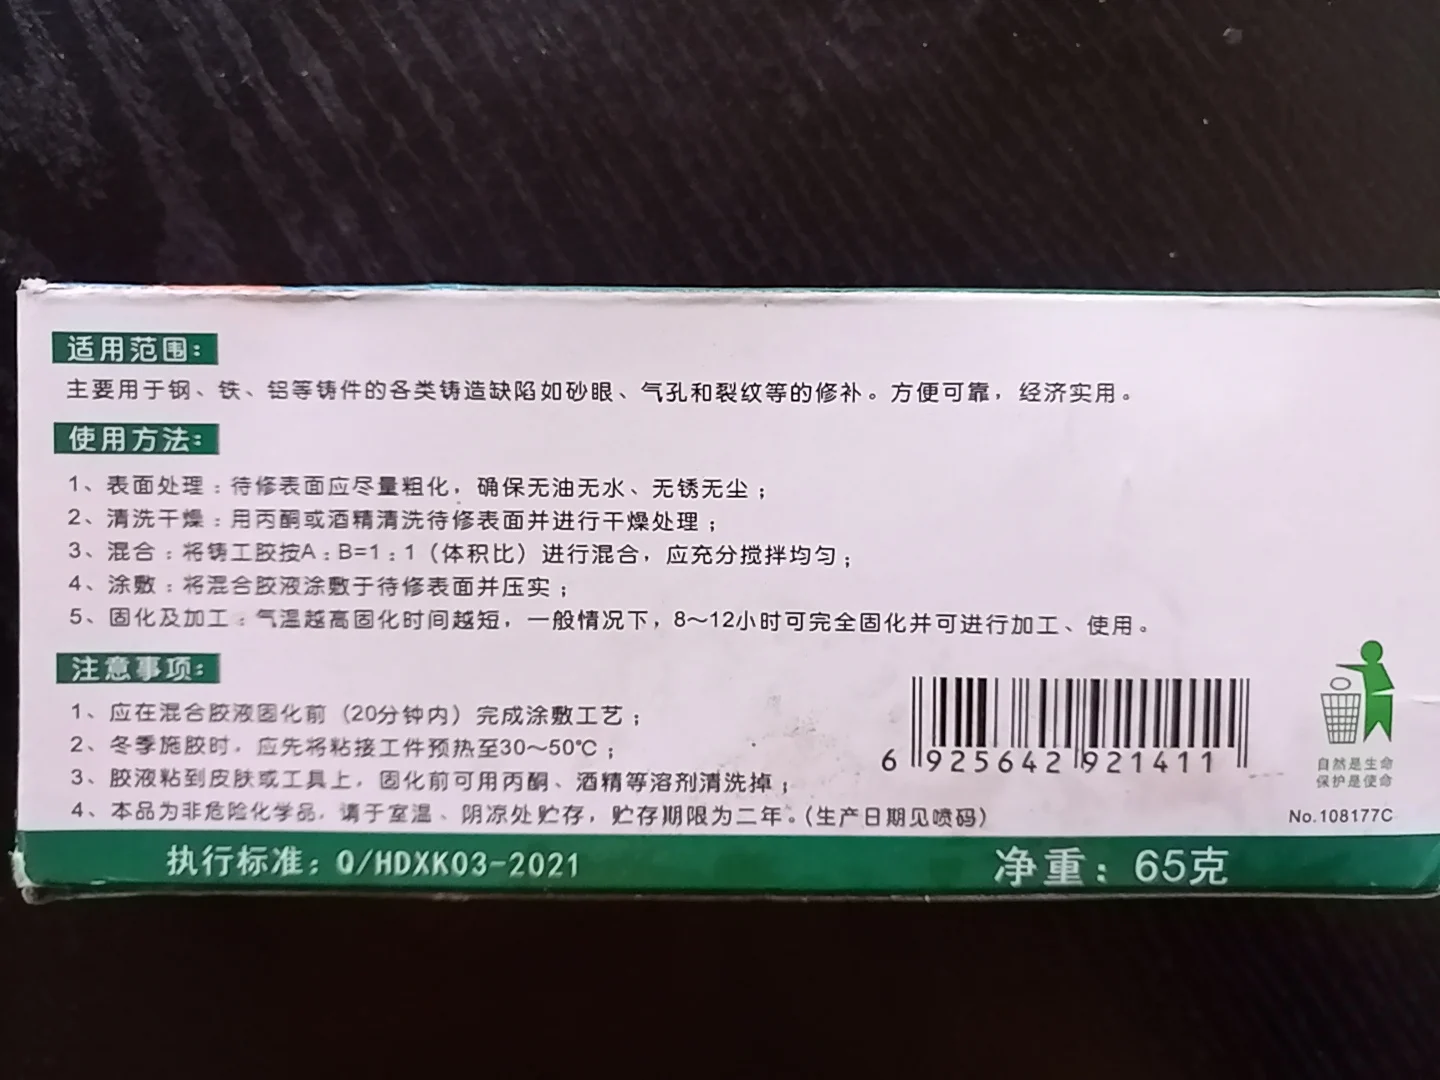 适用范围：
主要用于钢、铁、铝等铸件的各类铸造缺陷如砂眼、气孔和裂纹等的修补。方便可靠，经济实用。
使用方法：
1、表面处理：待修表面应尽量粗化，确保无油无水、无锈无尘；
2、清洗干燥：用丙酮或酒精清洗待修表面并进行干燥处理；
3、混合：将铸工胶按A：B=1：1（体积比）进行混合，应充分搅拌均匀；
4、涂敷：将混合胶液涂敷于待修表面并压实；
5、固化及加工：气温越高固化时间越短，一般情况下，8～12小时可完全固化并可进行加工、使用。
注意事项：
1、应在混合胶液固化前（20分钟内）完成涂敷工艺；
2、冬季施胶时，应先将粘接工件预热至30～50℃；
3、胶液粘到皮肤或工具上，固化前可用丙酮、酒精等溶剂清洗掉；
4、本品为非危险化学品，请于室温、阴凉处贮存，贮存期限为二年。（生产日期见喷码）
6 925642 921411
自然是生命
保护是使命
No.108177C
执行标准：Q/HDXK03-2021
净重：65克